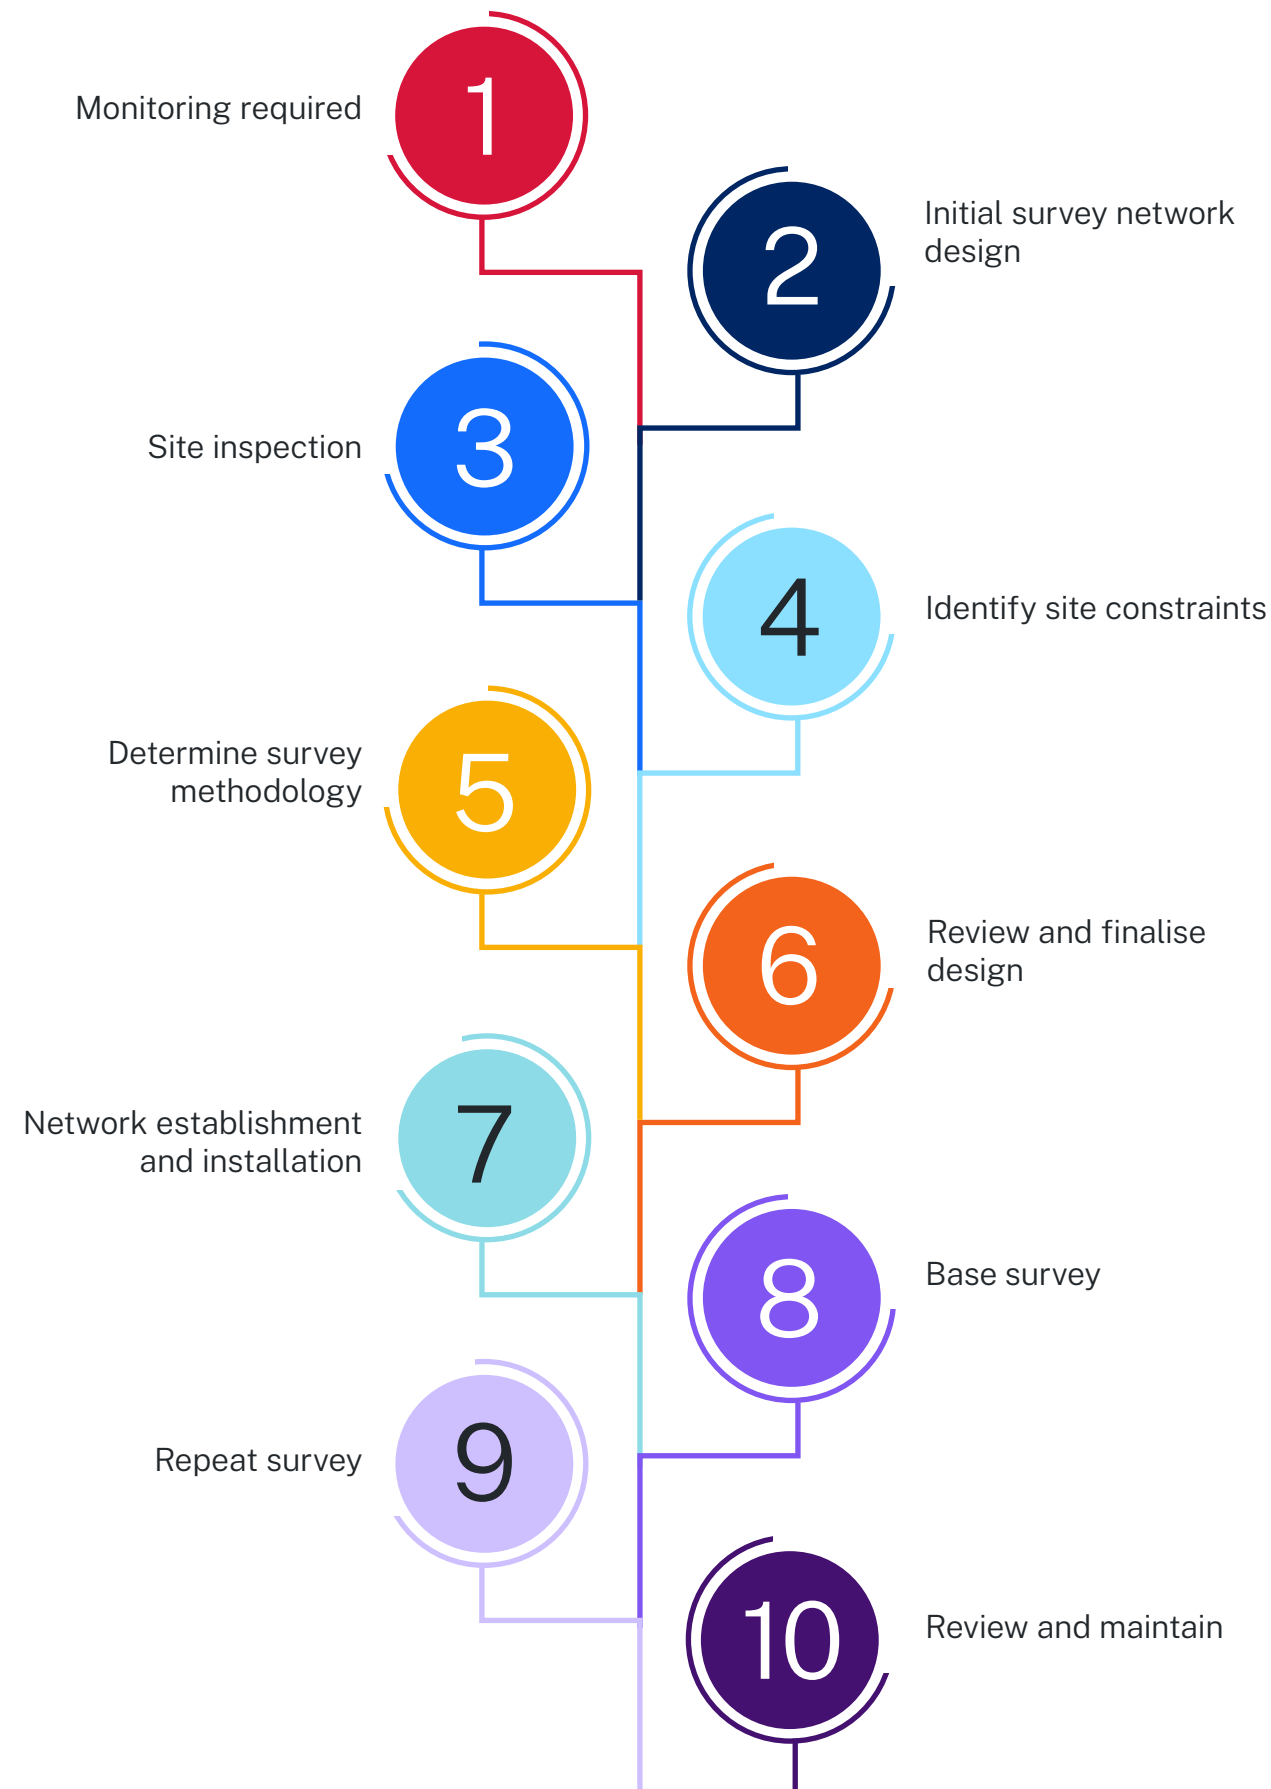 Monitoring required
1
2
Initial survey network
design
3
Site inspection
4
Identify site constraints
5
Determine survey
methodology
6
Review and finalise
design
7
Network establishment
and installation
8
Base survey
9
Repeat survey
10
Review and maintain